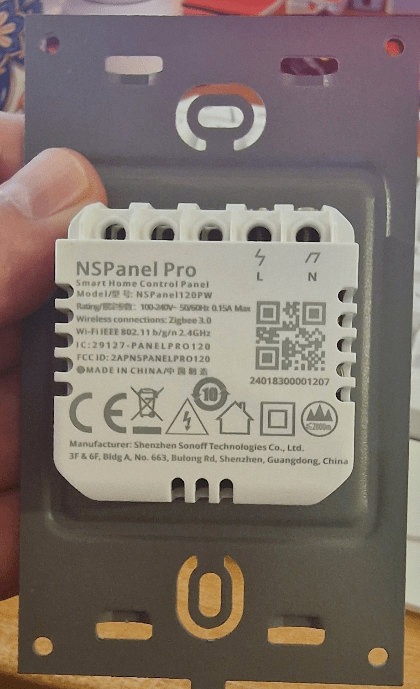 L N
NSPanel Pro
Smart Home Control Panel
Model/型号: NSPanel120PW
Rating/额定参数: 100-240V~ 50/60Hz 0.15A Max
Wireless connections: Zigbee 3.0
Wi-Fi IEEE 802.11 b/g/n 2.4GHz
IC:29127-PANELPRO120
FCC ID: 2APNSPANELPRO120
MADE IN CHINA/中国制造
24018300001207
CE 10 ≤2000m
Manufacturer: Shenzhen Sonoff Technologies Co., Ltd.
3F & 6F, Bldg A, No. 663, Bulong Rd, Shenzhen, Guangdong, China